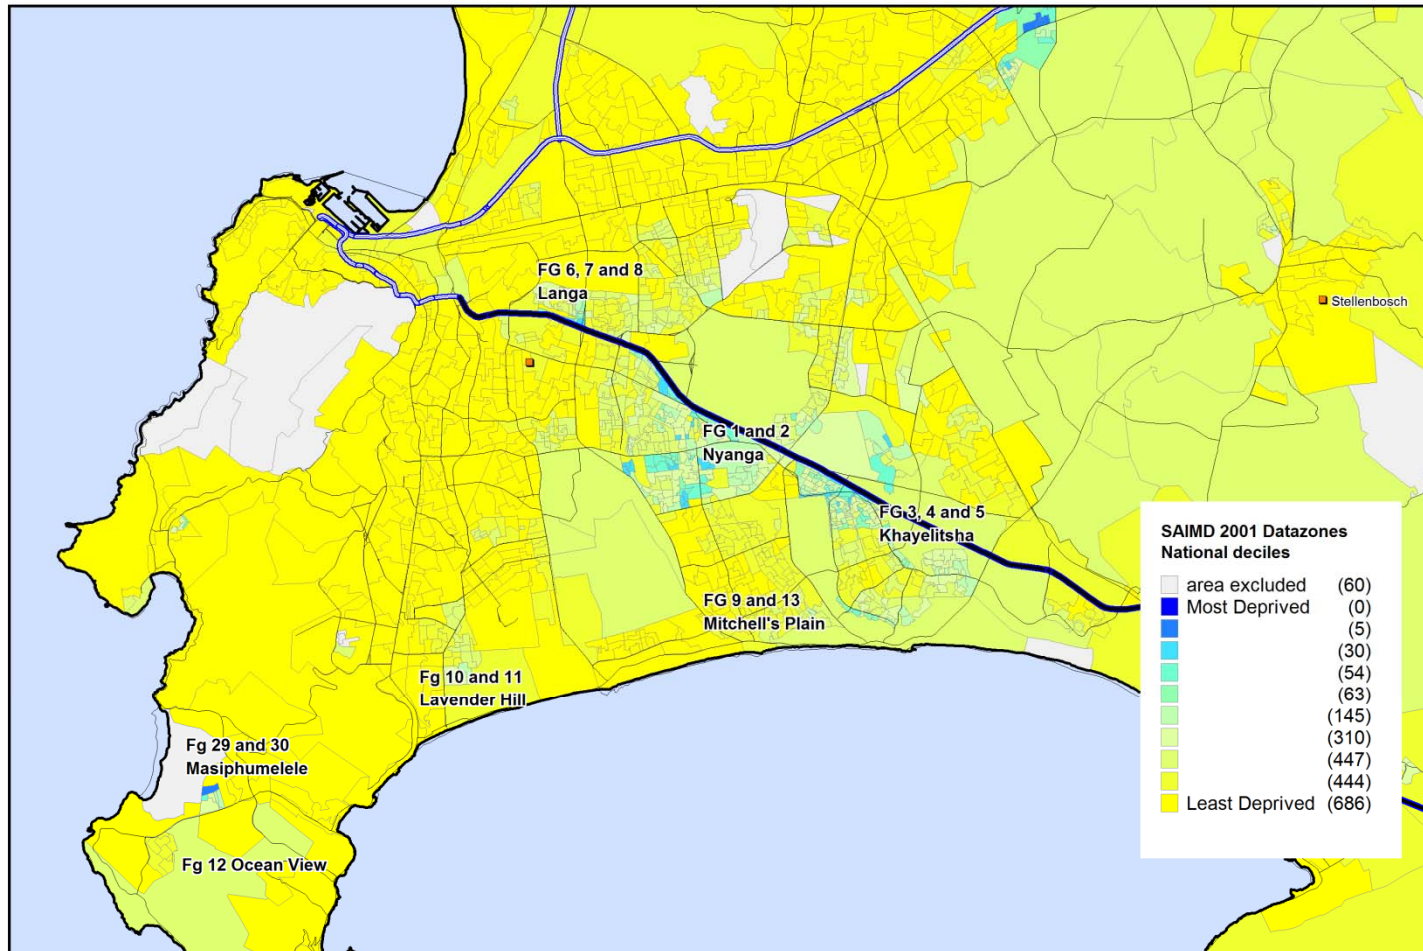 FG 6, 7 and 8
Langa
Stellenbosch
FG 1 and 2
Nyanga
FG 3, 4 and 5
Khayelitsha
FG 9 and 13
Mitchell's Plain
Fg 10 and 11
Lavender Hill
Fg 29 and 30
Masiphumelele
Fg 12 Ocean View
SAIMD 2001 Datazones
National deciles
area excluded (60)
Most Deprived (0)
(5)
(30)
(54)
(63)
(145)
(310)
(447)
(444)
Least Deprived (686)